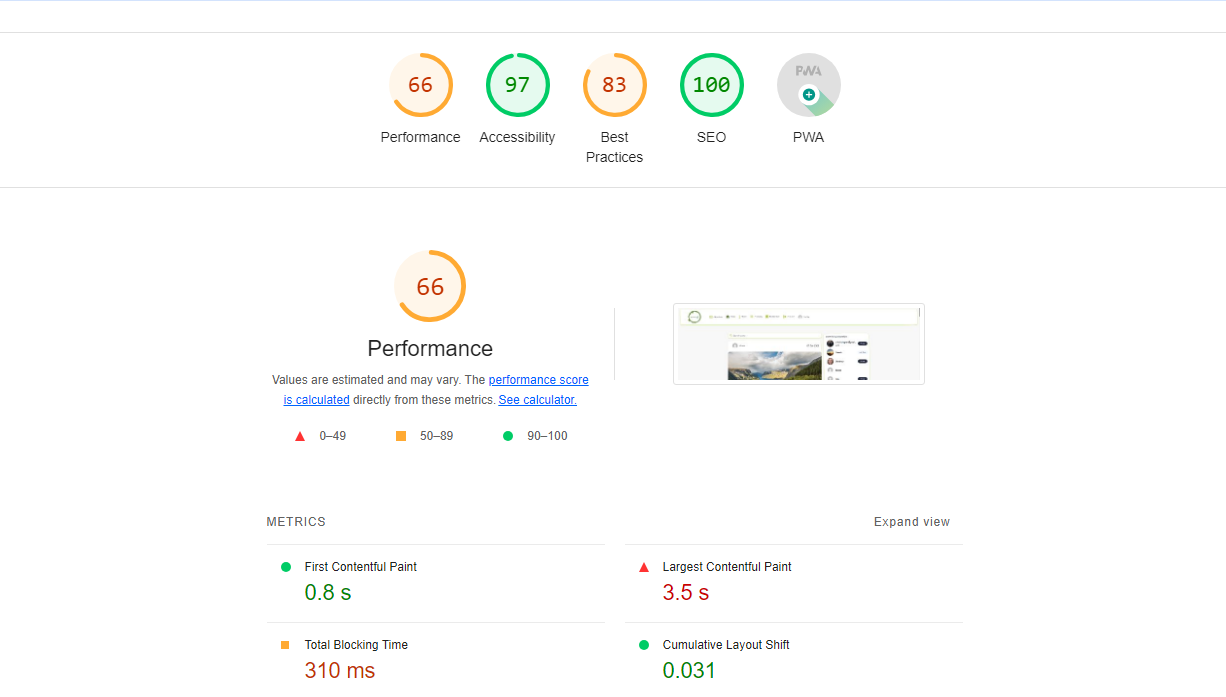 66
97
83
100
PWA
Performance
Accessibility
Best
Practices
SEO
PWA
66
Performance
Values are estimated and may vary. The performance score
is calculated directly from these metrics. See calculator.
0–49
50–89
90–100
METRICS
Expand view
First Contentful Paint
0.8 s
Largest Contentful Paint
3.5 s
Total Blocking Time
310 ms
Cumulative Layout Shift
0.031